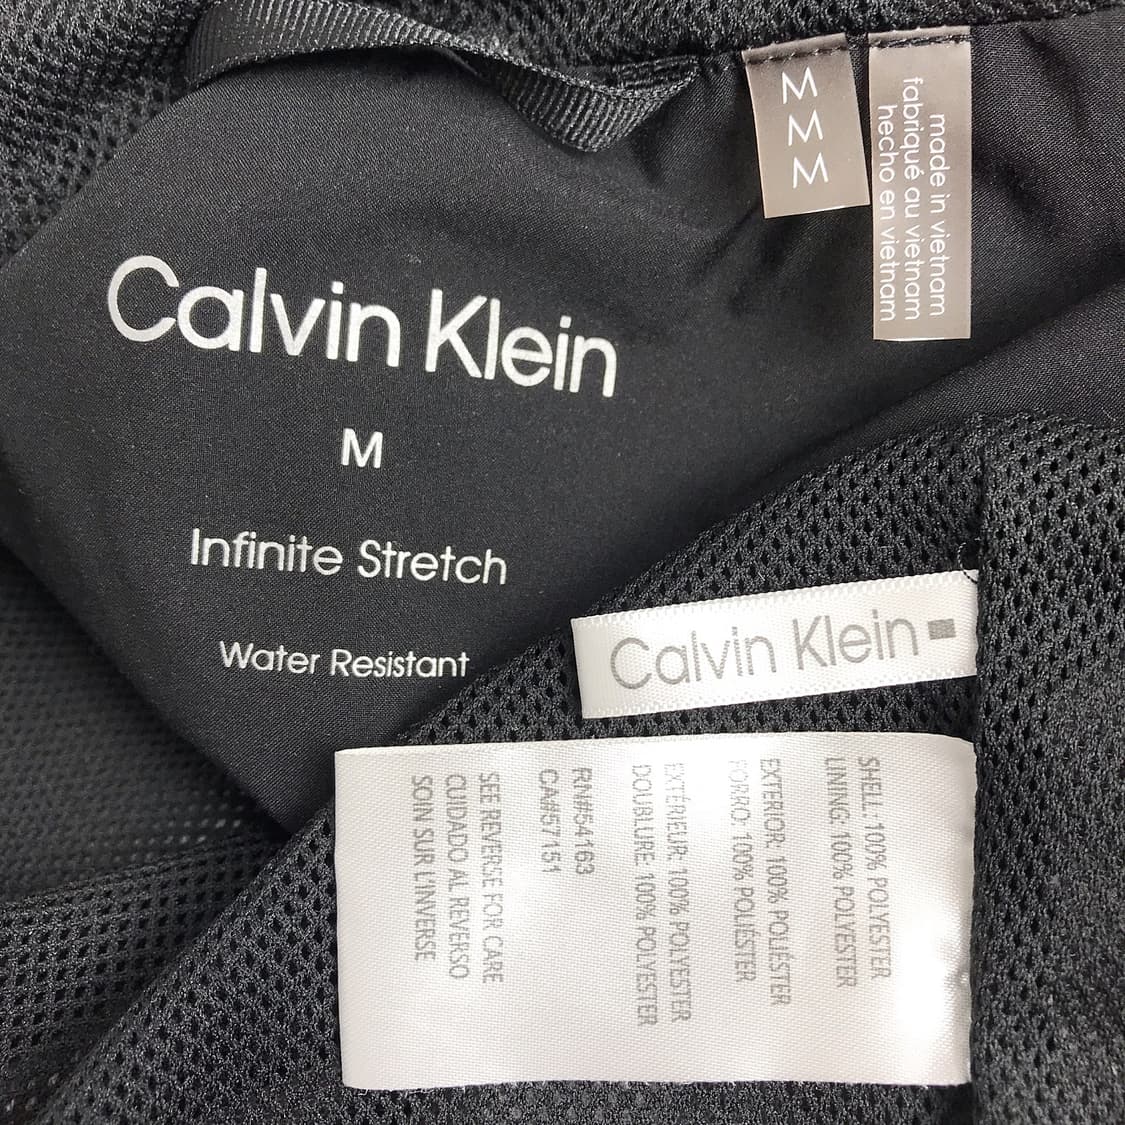 Calvin Klein
M
Infinite Stretch
Water Resistant
M
M
M
made in vietnam
fabriqué au vietnam
hecho en vietnam
Calvin Klein
SHELL: 100% POLYESTER
LINING: 100% POLYESTER
EXTERIOR: 100% POLIÉSTER
FORRO: 100% POLIÉSTER
EXTÉRIEUR: 100% POLYESTER
DOUBLURE: 100% POLYESTER
RN#54163
CA#57151
SEE REVERSE FOR CARE
CUIDADO AL REVERSO
SOIN SUR L'INVERSE